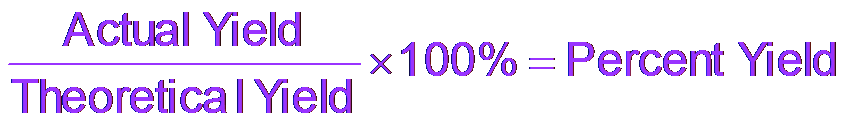 Actual Yield
Theoretical Yield
×100% = Percent Yield